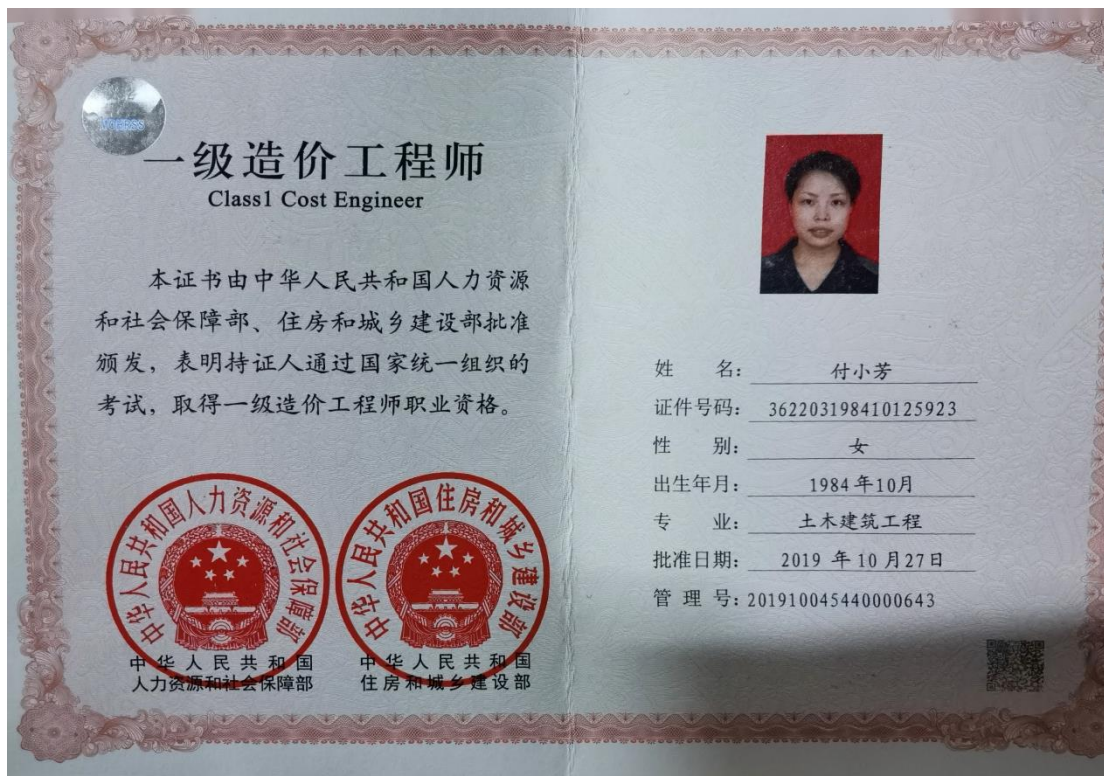 一级造价工程师
Class1 Cost Engineer
本证书由中华人民共和国人力资源
和社会保障部、住房和城乡建设部批准
颁发，表明持证人通过国家统一组织的
考试，取得一级造价工程师职业资格。
中华人民共和国人力资源和社会保障部
中华人民共和国住房和城乡建设部
中华人民共和国
人力资源和社会保障部
中华人民共和国
住房和城乡建设部
姓 名：付小芳
证件号码：362203198410125923
性 别：女
出生年月：1984年10月
专 业：土木建筑工程
批准日期：2019 年 10 月27日
管 理 号：201910045440000643